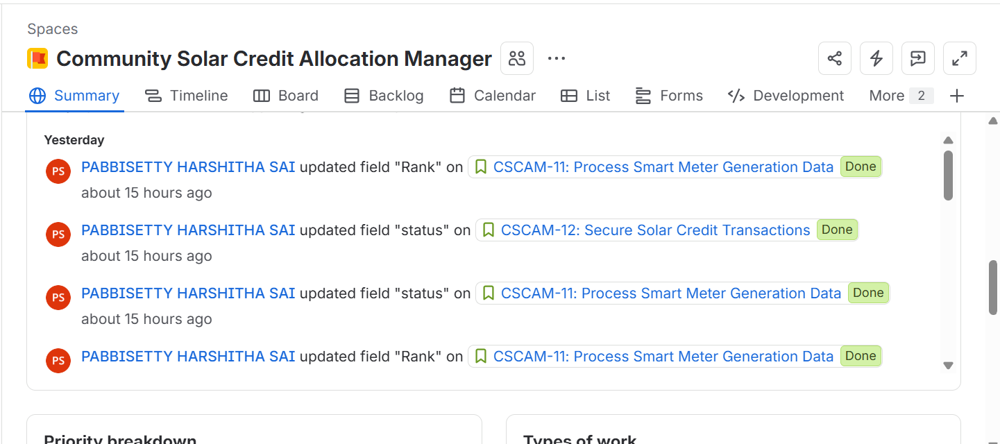 Spaces
Community Solar Credit Allocation Manager
Summary Timeline Board Backlog Calendar List Forms Development More 2
Yesterday
PS PABBISETTY HARSHITHA SAI updated field "Rank" on CSCAM-11: Process Smart Meter Generation Data Done
about 15 hours ago
PS PABBISETTY HARSHITHA SAI updated field "status" on CSCAM-12: Secure Solar Credit Transactions Done
about 15 hours ago
PS PABBISETTY HARSHITHA SAI updated field "status" on CSCAM-11: Process Smart Meter Generation Data Done
about 15 hours ago
PS PABBISETTY HARSHITHA SAI updated field "Rank" on CSCAM-11: Process Smart Meter Generation Data Done
Priority breakdown Types of work